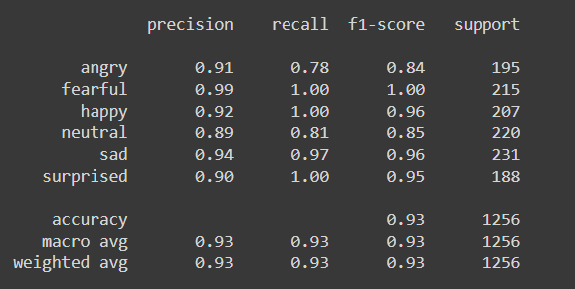 precision recall f1-score support
angry 0.91 0.78 0.84 195
fearful 0.99 1.00 1.00 215
happy 0.92 1.00 0.96 207
neutral 0.89 0.81 0.85 220
sad 0.94 0.97 0.96 231
surprised 0.90 1.00 0.95 188
accuracy 0.93 1256
macro avg 0.93 0.93 0.93 1256
weighted avg 0.93 0.93 0.93 1256